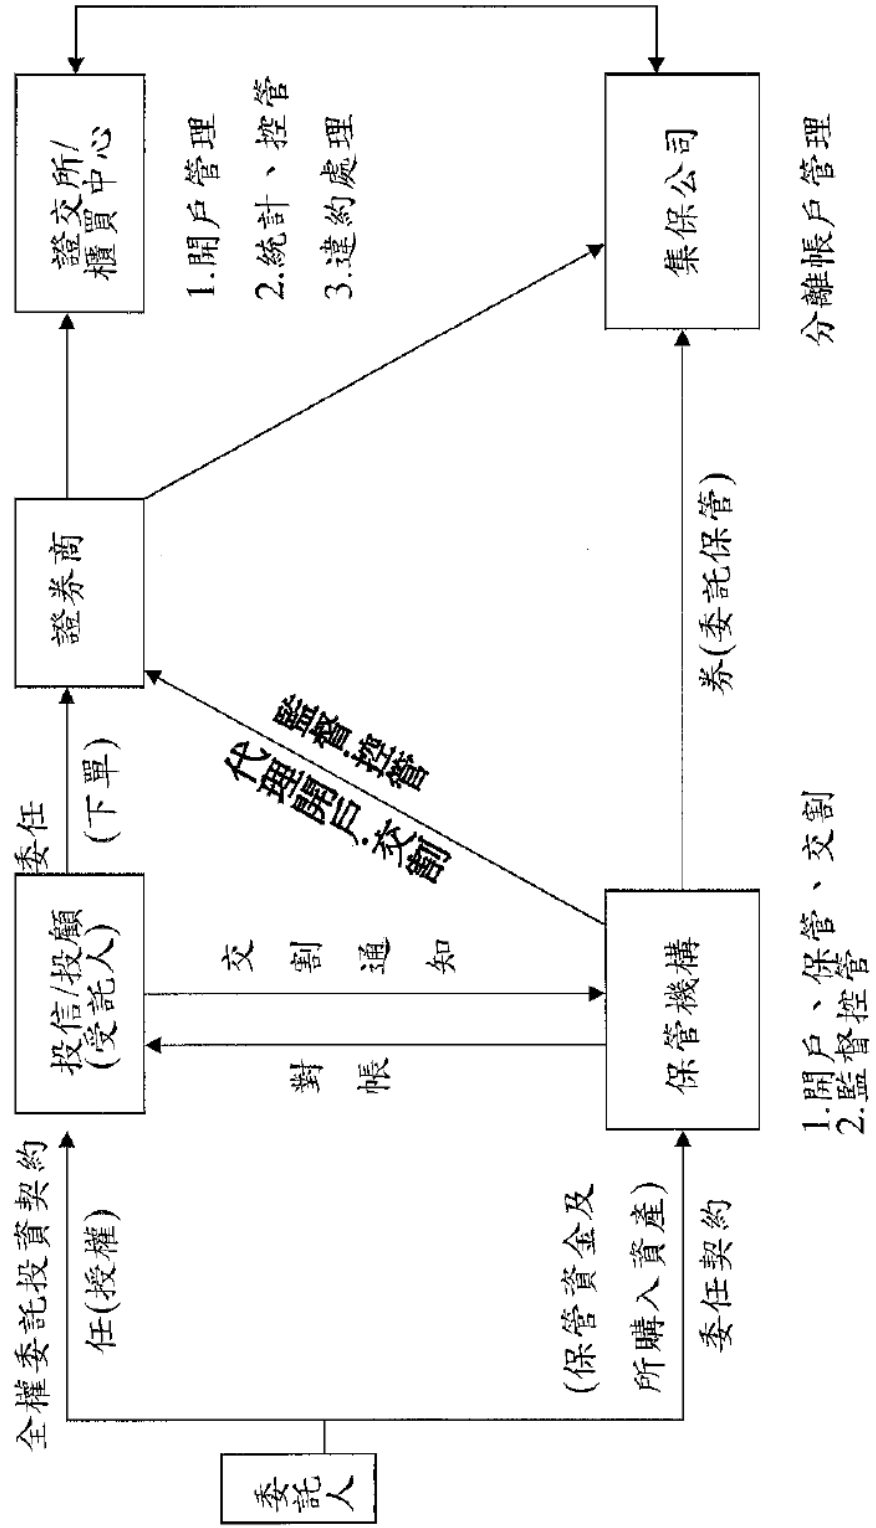 委託人
全權委託投資契約
任(授權)
(保管資金及
所購入資產)
委任契約
投信/投顧
(受託人)
對帳
交割通知
保管機構
1.開戶、保管、交割
2.監督控管
委任
(下單)
監督.控管
代理開戶.交割
證券商
券(委託保管)
證交所/
櫃買中心
1.開戶管理
2.統計、控管
3.違約處理
集保公司
分離帳戶管理